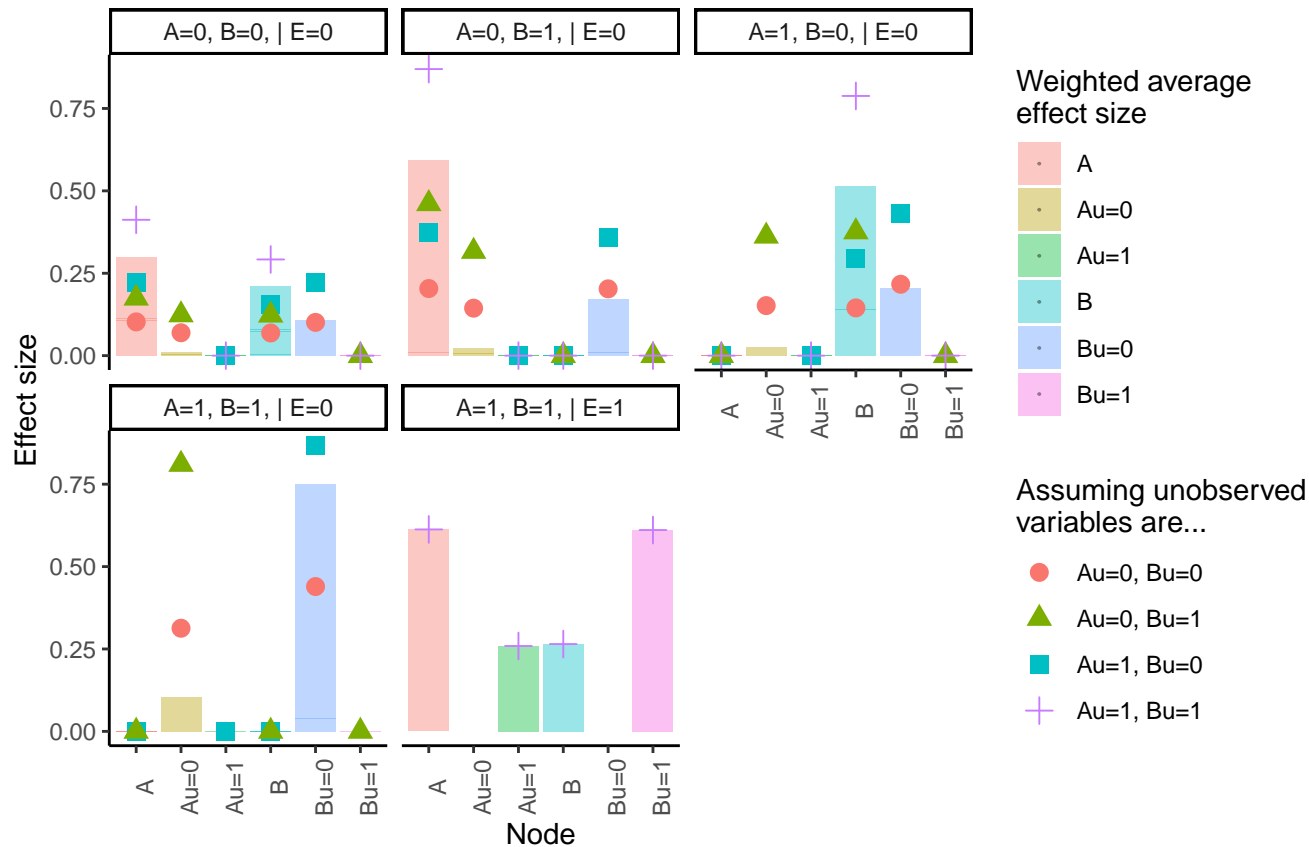 A=0, B=0, | E=0
A=0, B=1, | E=0
A=1, B=0, | E=0
0.75
0.50
0.25
0.00
A
Au=0
Au=1
B
Bu=0
Bu=1
A=1, B=1, | E=0
A=1, B=1, | E=1
0.75
0.50
0.25
0.00
A
Au=0
Au=1
B
Bu=0
Bu=1
A
Au=0
Au=1
B
Bu=0
Bu=1
Effect size
Node
Weighted average
effect size
A
Au=0
Au=1
B
Bu=0
Bu=1
Assuming unobserved
variables are...
Au=0, Bu=0
Au=0, Bu=1
Au=1, Bu=0
Au=1, Bu=1